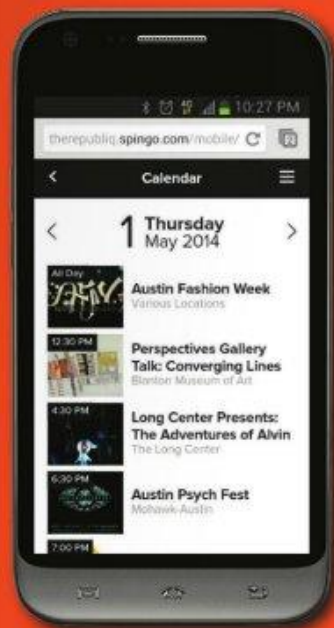 10:27 PM
therepubliq.spingo.com/mobile/
Calendar
1 Thursday
May 2014
All Day
Austin Fashion Week
Various Locations
12:30 PM
Perspectives Gallery
Talk: Converging Lines
Blanton Museum of Art
4:30 PM
Long Center Presents:
The Adventures of Alvin
The Long Center
6:30 PM
Austin Psych Fest
Mohawk-Austin
7:00 PM